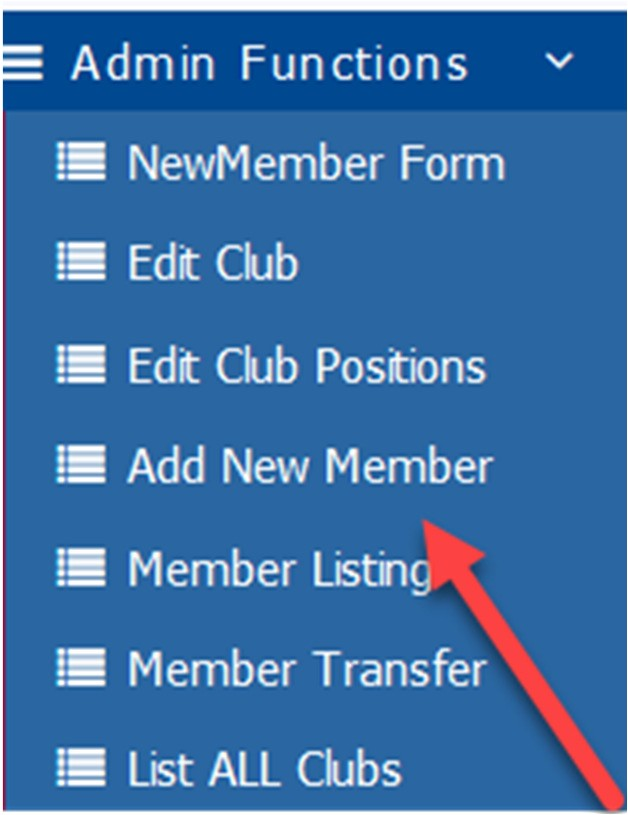 Admin Functions
NewMember Form
Edit Club
Edit Club Positions
Add New Member
Member Listing
Member Transfer
List ALL Clubs